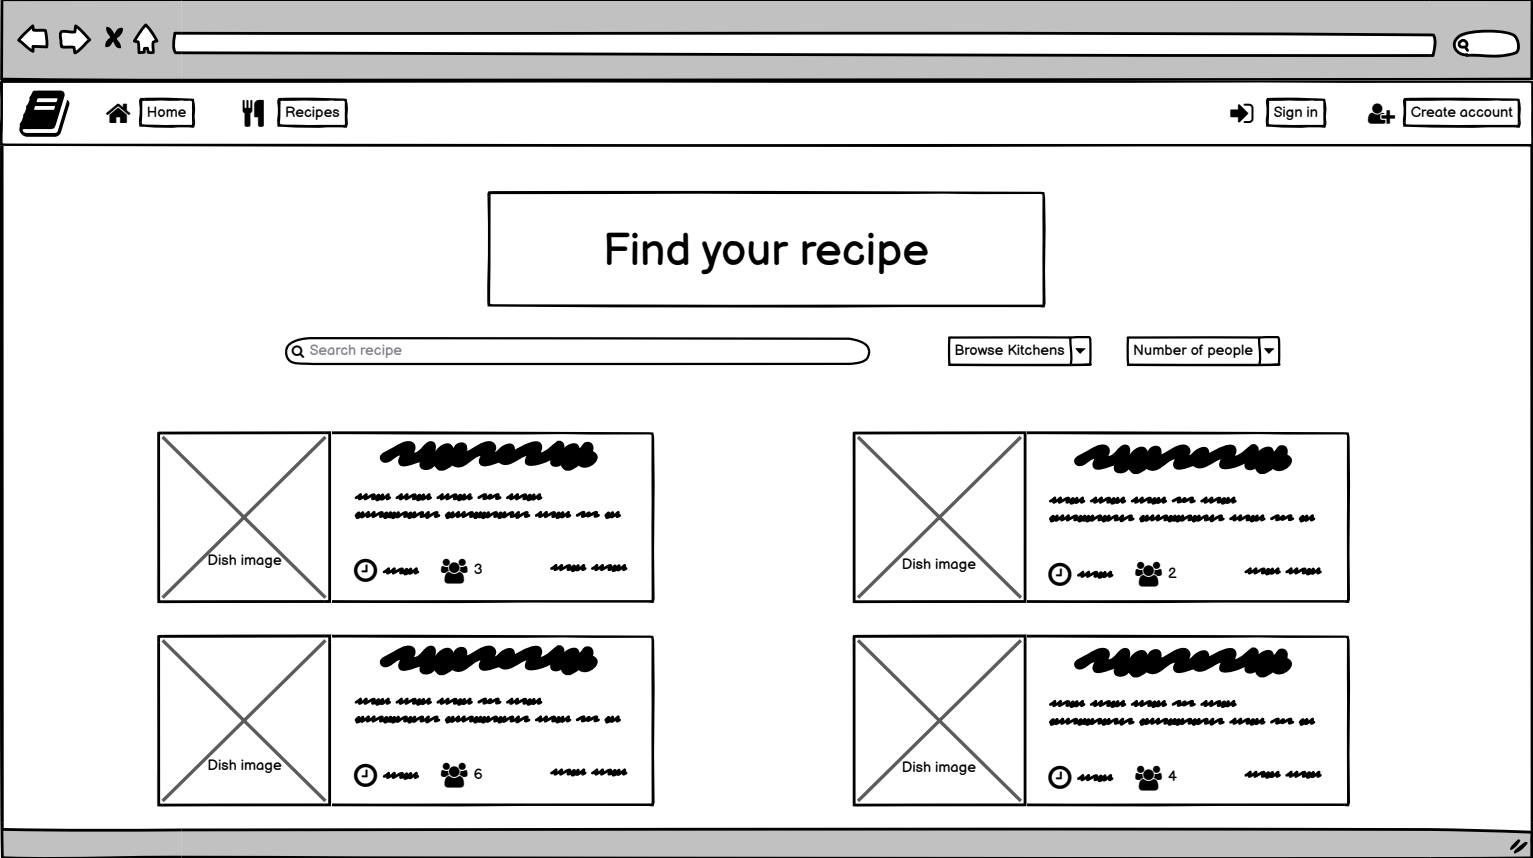 Home
Recipes
Sign in
Create account
Find your recipe
Search recipe
Browse Kitchens
Number of people
Dish image
3
Dish image
2
Dish image
6
Dish image
4